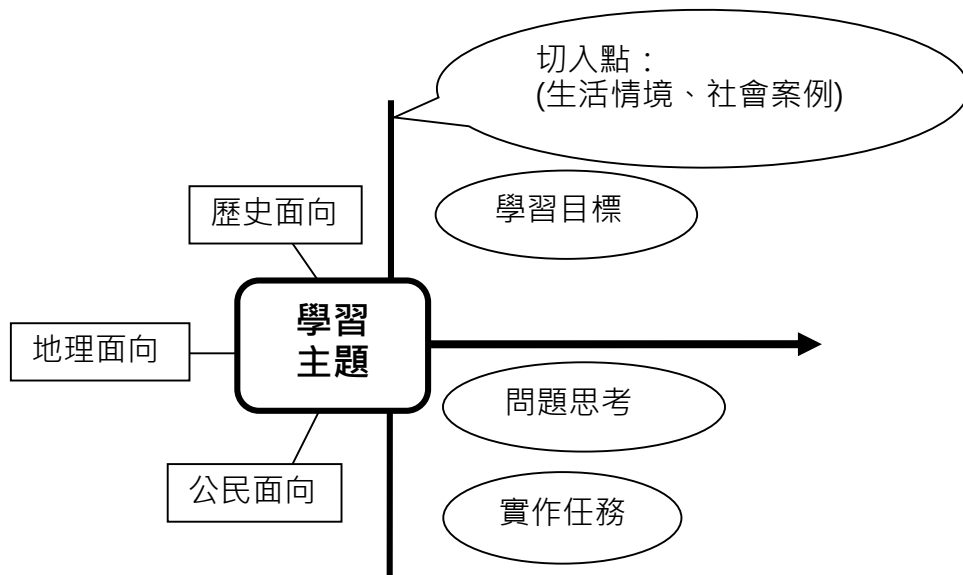 切入點：
(生活情境、社會案例)
學習目標
歷史面向
學習
主題
地理面向
問題思考
公民面向
實作任務